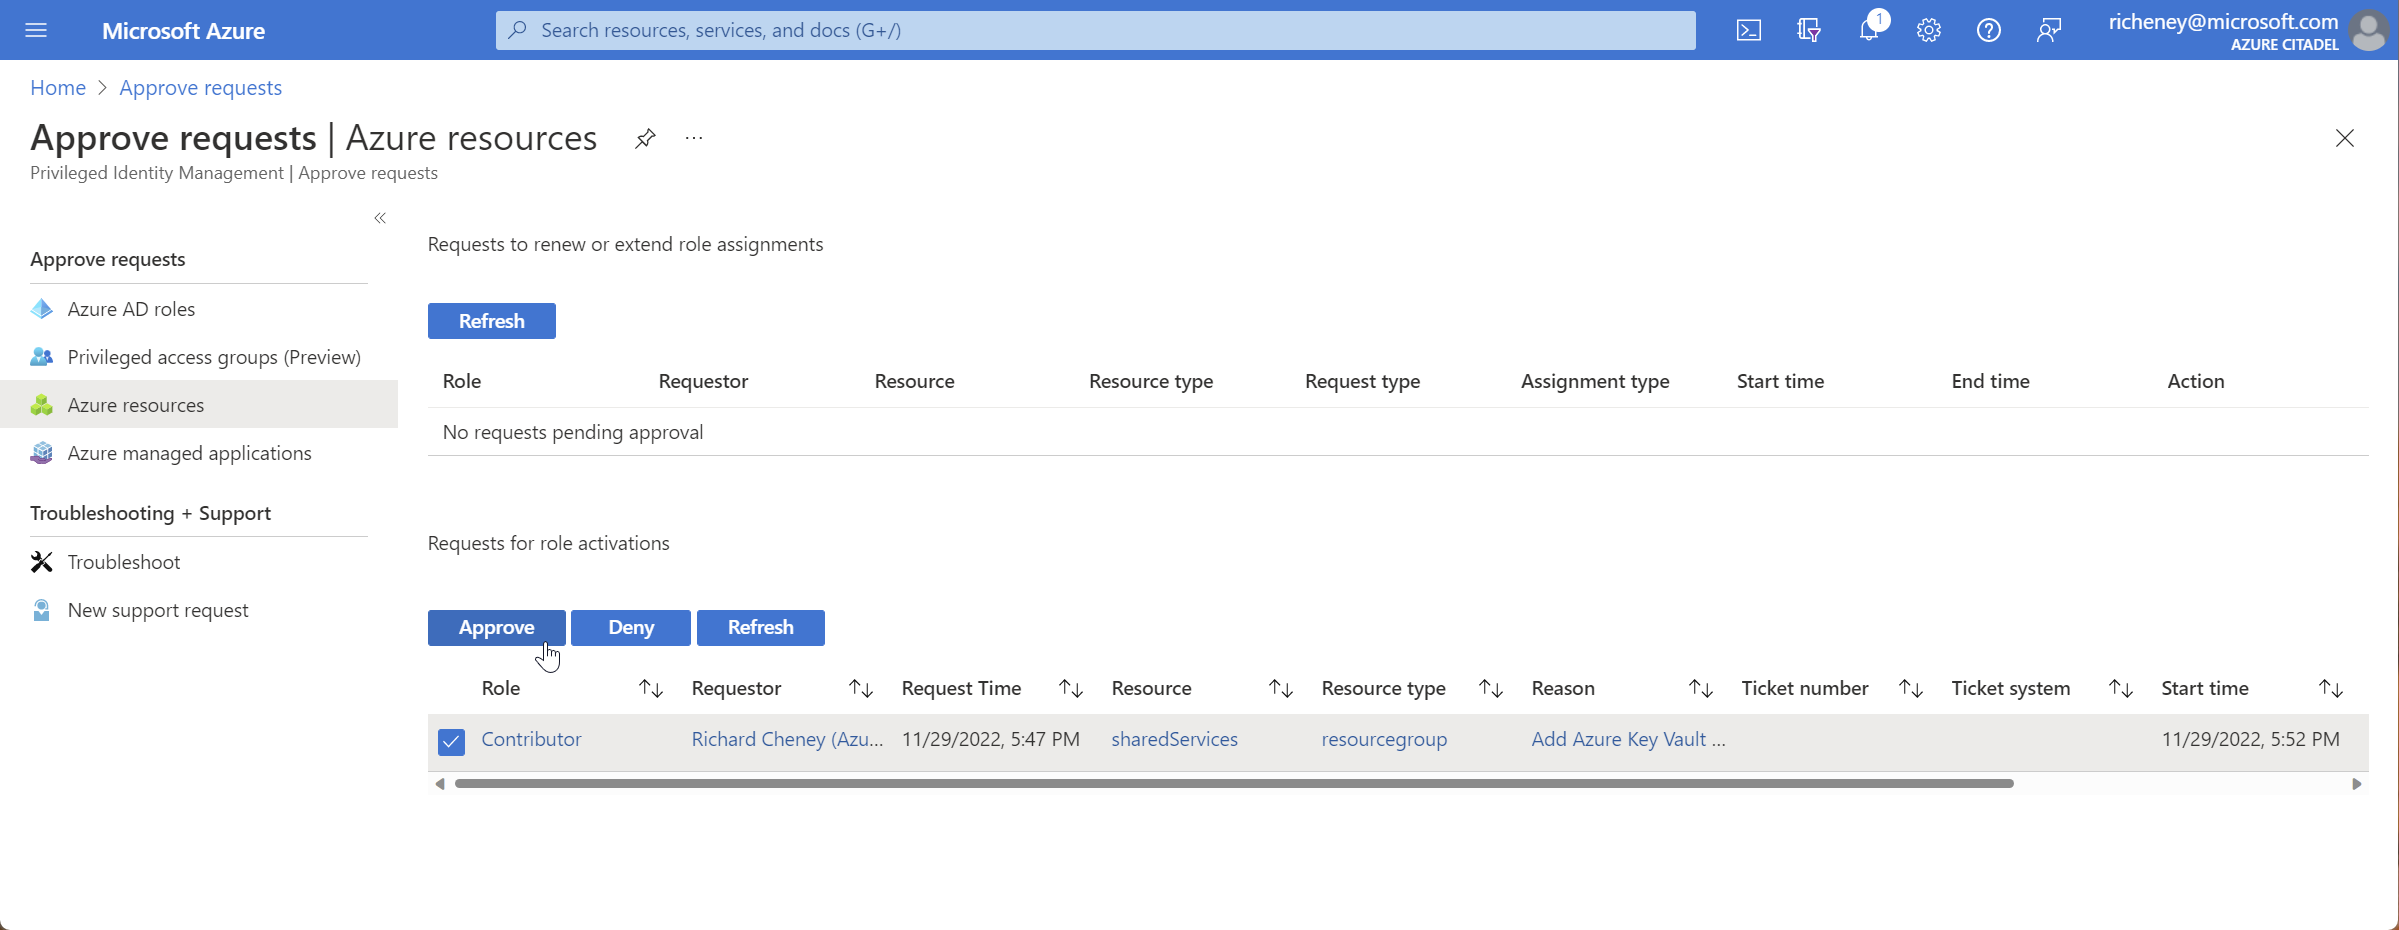 Microsoft Azure
Search resources, services, and docs (G+/)
1
richeney@microsoft.com
AZURE CITADEL
Home > Approve requests
Approve requests | Azure resources
Privileged Identity Management | Approve requests
Approve requests
Azure AD roles
Privileged access groups (Preview)
Azure resources
Azure managed applications
Troubleshooting + Support
Troubleshoot
New support request
Requests to renew or extend role assignments
Refresh
Role Requestor Resource Resource type Request type Assignment type Start time End time Action
No requests pending approval
Requests for role activations
Approve Deny Refresh
Role Requestor Request Time Resource Resource type Reason Ticket number Ticket system Start time
Contributor Richard Cheney (Azu... 11/29/2022, 5:47 PM sharedServices resourcegroup Add Azure Key Vault ... 11/29/2022, 5:52 PM